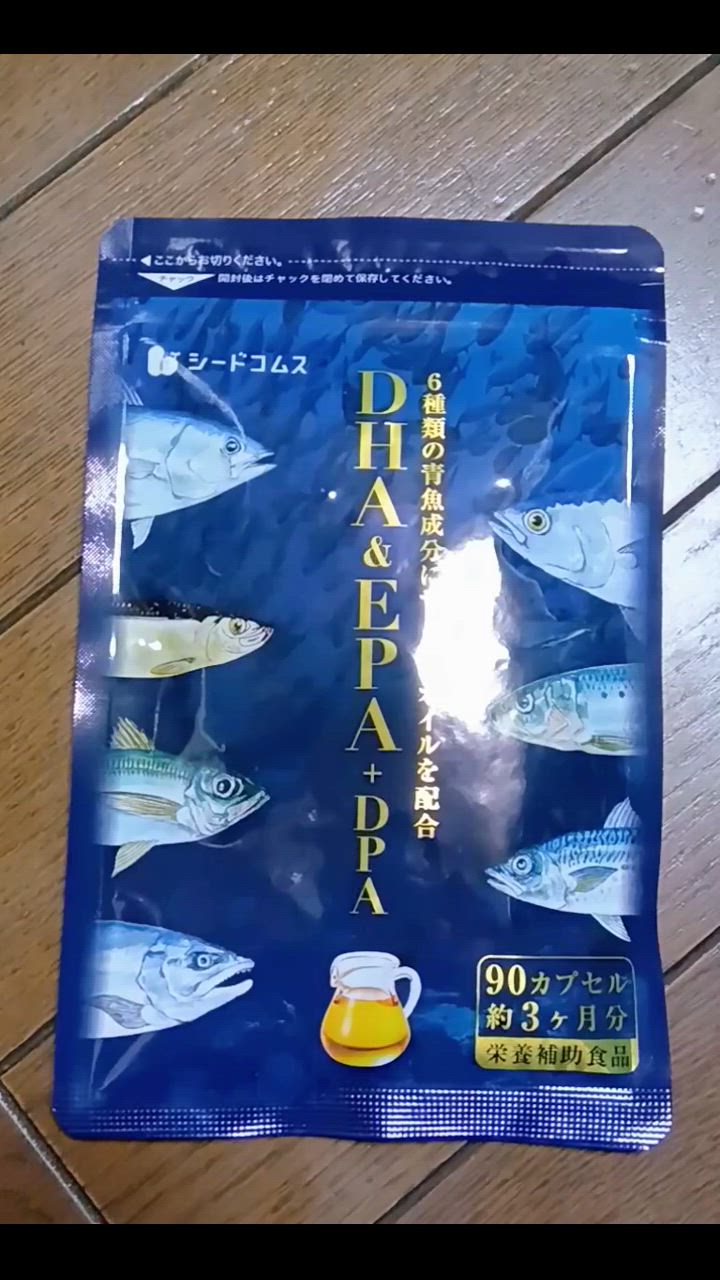 ここからお切りください。
チャック 開封後はチャックを閉めて保存してください。
シードコムス
6種類の青魚成分に イルを配合
DHA&EPA+DPA
90カプセル
約3ヶ月分
栄養補助食品